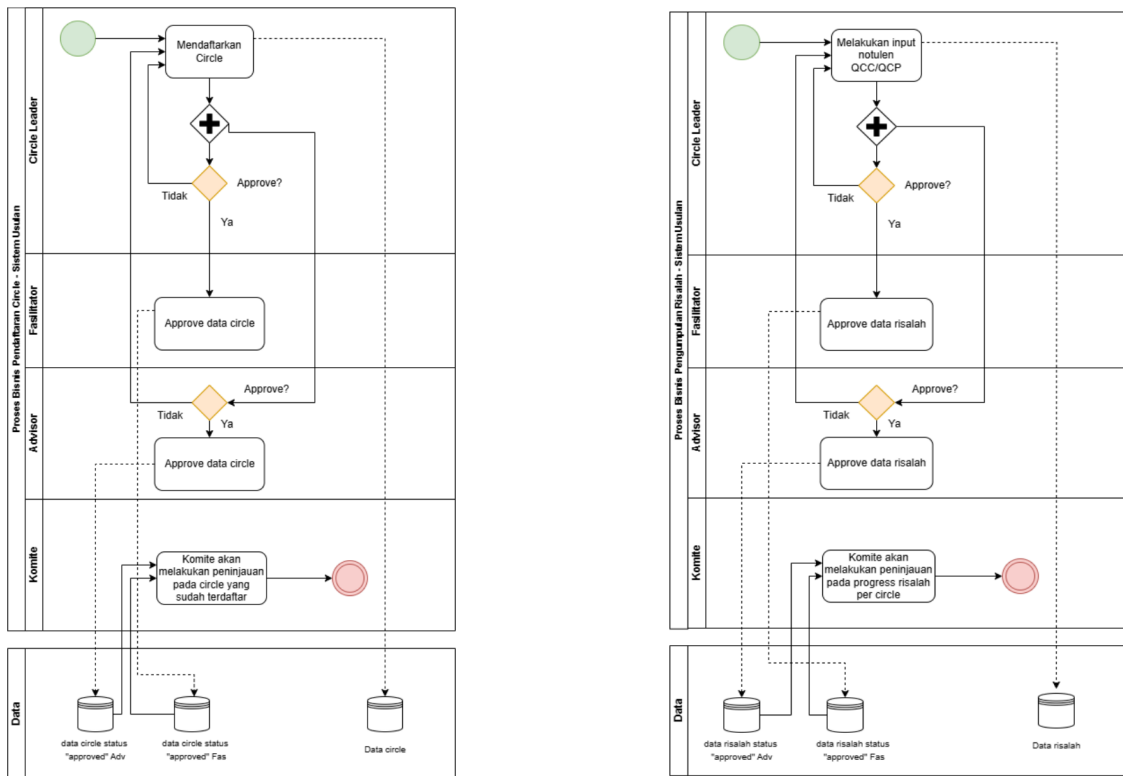 Proses Bisnis Pendaftaran Circle - Sistem Usulan
Circle Leader
Mendaftarkan
Circle
Approve?
Tidak
Ya
Fasilitator
Approve data circle
Advisor
Approve?
Tidak
Ya
Approve data circle
Komite
Komite akan
melakukan peninjauan
pada circle yang
sudah terdaftar
Data
data circle status
"approved" Adv
data circle status
"approved" Fas
Data circle
Proses Bisnis Pengumpulan Risalah - Sistem Usulan
Circle Leader
Melakukan input
notulen
QCC/QCP
Approve?
Tidak
Ya
Fasilitator
Approve data risalah
Advisor
Approve?
Tidak
Ya
Approve data risalah
Komite
Komite akan
melakukan peninjauan
pada progress risalah
per circle
Data
data risalah status
"approved" Adv
data risalah status
"approved" Fas
Data risalah